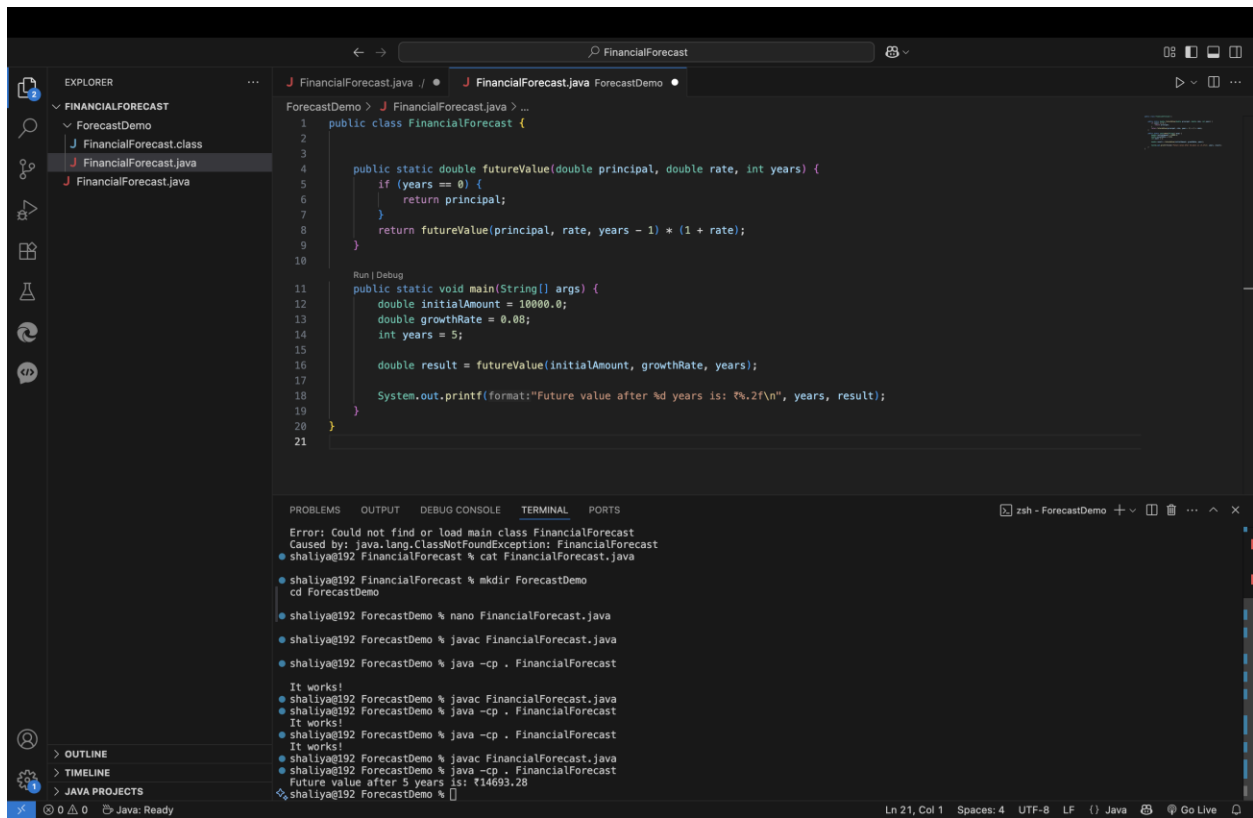 FinancialForecast
EXPLORER
FINANCIALFORECAST
ForecastDemo
J FinancialForecast.class
J FinancialForecast.java
J FinancialForecast.java
OUTLINE
TIMELINE
JAVA PROJECTS
2
1
J FinancialForecast.java ./
J FinancialForecast.java ForecastDemo
ForecastDemo > J FinancialForecast.java > ...
1 public class FinancialForecast {
2
3
4 public static double futureValue(double principal, double rate, int years) {
5 if (years == 0) {
6 return principal;
7 }
8 return futureValue(principal, rate, years - 1) * (1 + rate);
9 }
10
Run | Debug
11 public static void main(String[] args) {
12 double initialAmount = 10000.0;
13 double growthRate = 0.08;
14 int years = 5;
15
16 double result = futureValue(initialAmount, growthRate, years);
17
18 System.out.printf(format:"Future value after %d years is: ₹%.2f\n", years, result);
19 }
20 }
21
PROBLEMS OUTPUT DEBUG CONSOLE TERMINAL PORTS
zsh - ForecastDemo
Error: Could not find or load main class FinancialForecast
Caused by: java.lang.ClassNotFoundException: FinancialForecast
shaliya@192 FinancialForecast % cat FinancialForecast.java
shaliya@192 FinancialForecast % mkdir ForecastDemo
cd ForecastDemo
shaliya@192 ForecastDemo % nano FinancialForecast.java
shaliya@192 ForecastDemo % javac FinancialForecast.java
shaliya@192 ForecastDemo % java -cp . FinancialForecast
It works!
shaliya@192 ForecastDemo % javac FinancialForecast.java
shaliya@192 ForecastDemo % java -cp . FinancialForecast
It works!
shaliya@192 ForecastDemo % java -cp . FinancialForecast
It works!
shaliya@192 ForecastDemo % javac FinancialForecast.java
shaliya@192 ForecastDemo % java -cp . FinancialForecast
Future value after 5 years is: ₹14693.28
shaliya@192 ForecastDemo %
0 0 Java: Ready
Ln 21, Col 1 Spaces: 4 UTF-8 LF {} Java Go Live